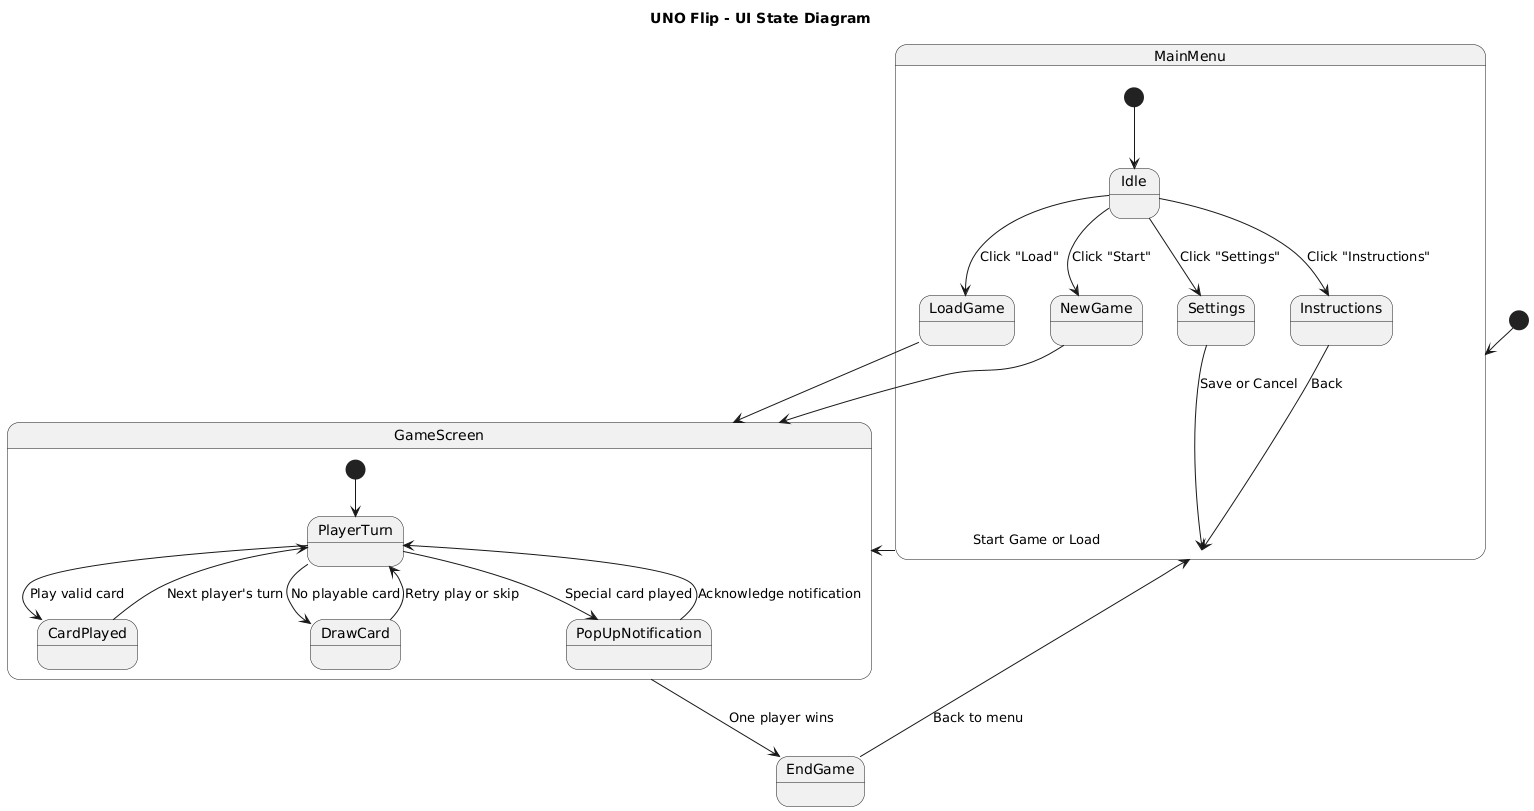 UNO Flip - UI State Diagram
MainMenu
Idle
Click "Load"
Click "Start"
Click "Settings"
Click "Instructions"
LoadGame
NewGame
Settings
Instructions
Save or Cancel
Back
GameScreen
PlayerTurn
Start Game or Load
Play valid card
Next player's turn
No playable card
Retry play or skip
Special card played
Acknowledge notification
CardPlayed
DrawCard
PopUpNotification
One player wins
Back to menu
EndGame